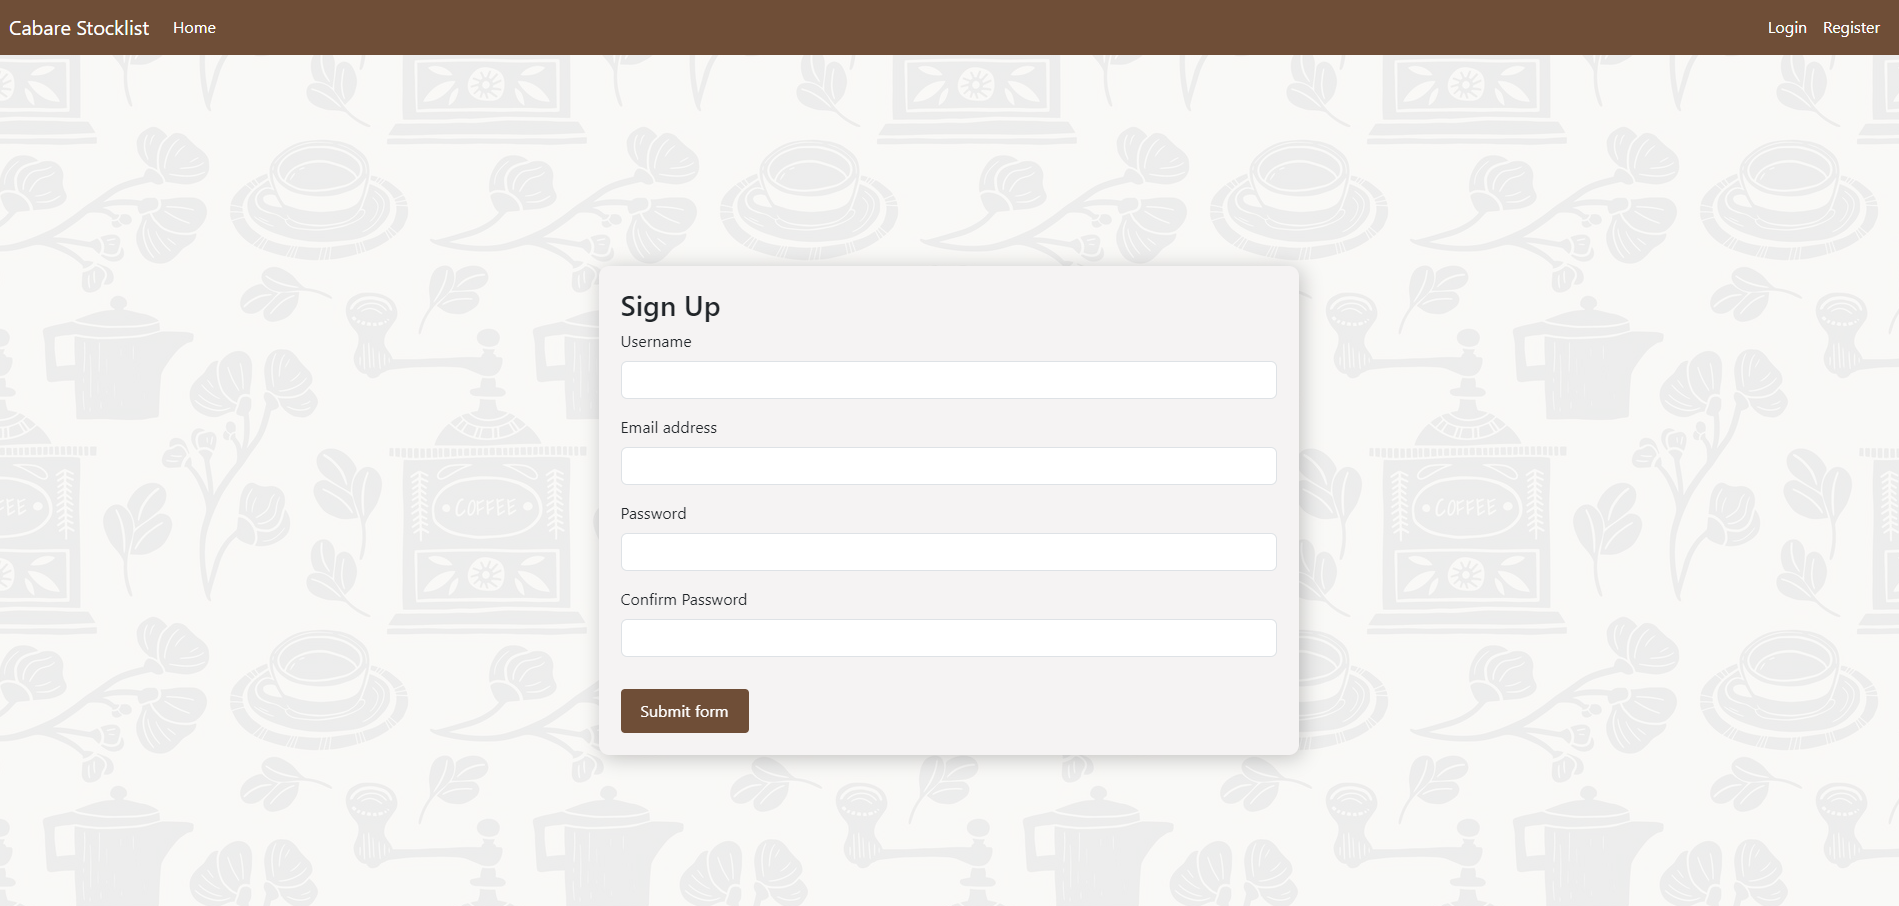 Cabare Stocklist Home Login Register
Sign Up
Username
Email address
COFFEE
COFFEE
Password
Confirm Password
Submit form